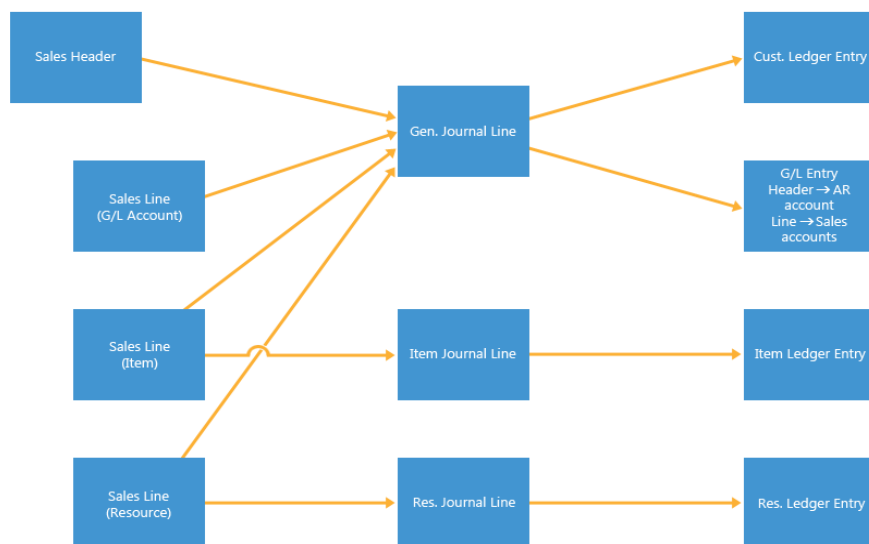 Sales Header
Gen. Journal Line
Cust. Ledger Entry
Sales Line
(G/L Account)
G/L Entry
Header → AR
account
Line → Sales
accounts
Sales Line
(Item)
Item Journal Line
Item Ledger Entry
Sales Line
(Resource)
Res. Journal Line
Res. Ledger Entry